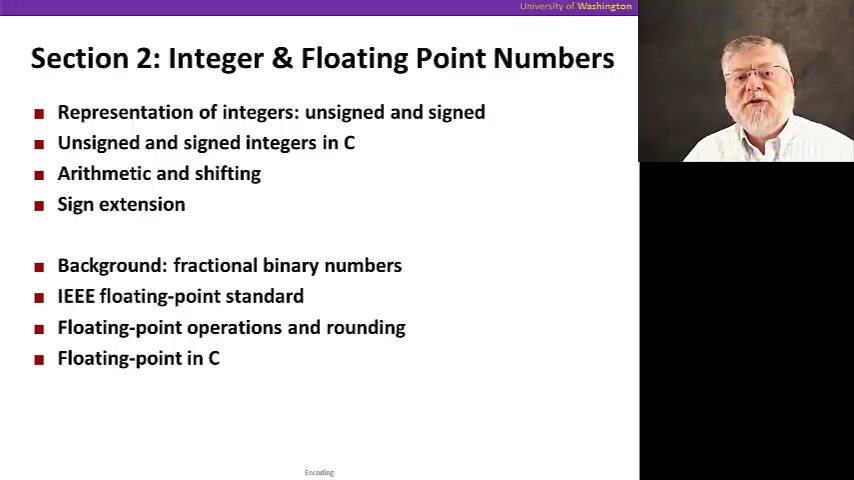 University of Washington
Section 2: Integer & Floating Point Numbers
Representation of integers: unsigned and signed
Unsigned and signed integers in C
Arithmetic and shifting
Sign extension
Background: fractional binary numbers
IEEE floating-point standard
Floating-point operations and rounding
Floating-point in C
Encoding